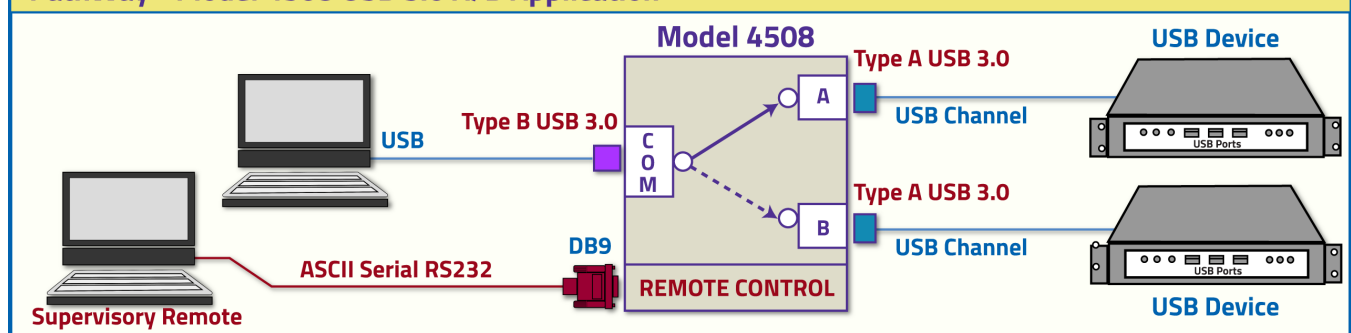 Model 4508
USB Device
Type A USB 3.0
A
USB Channel
USB Ports
Type B USB 3.0
USB
C
O
M
Type A USB 3.0
B
USB Channel
USB Ports
USB Device
DB9
ASCII Serial RS232
REMOTE CONTROL
Supervisory Remote